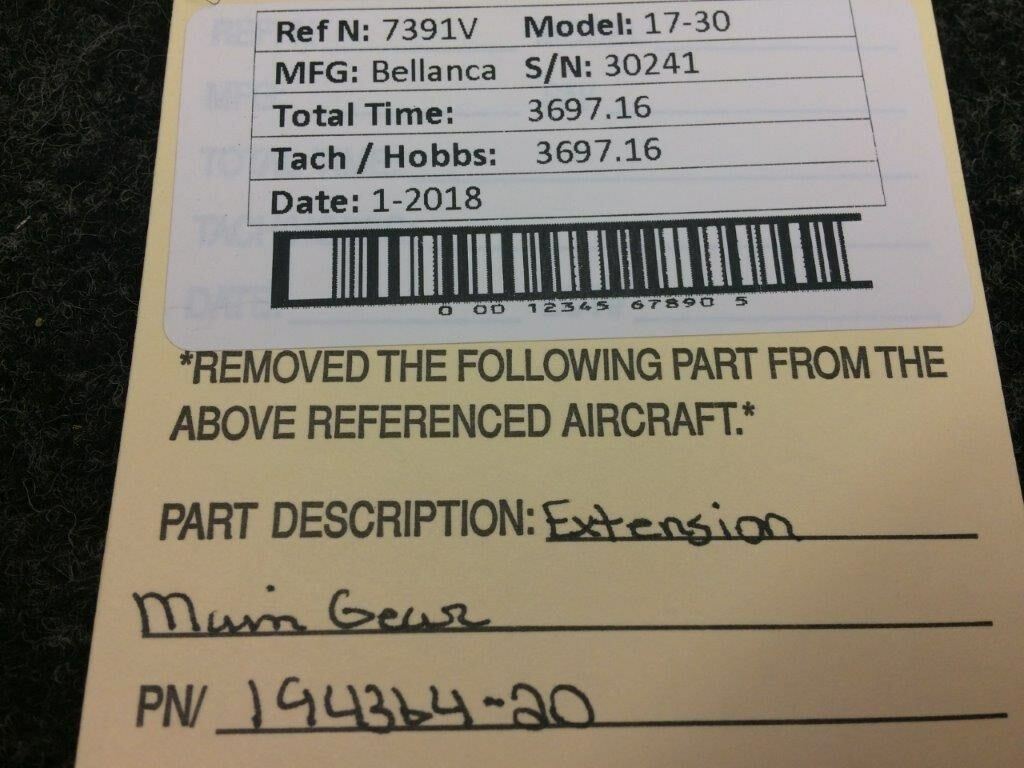 Ref N: 7391V Model: 17-30
MFG: Bellanca S/N: 30241
Total Time: 3697.16
Tach / Hobbs: 3697.16
Date: 1-2018
0 00 12345 67890 5
*REMOVED THE FOLLOWING PART FROM THE
ABOVE REFERENCED AIRCRAFT.*
PART DESCRIPTION: Extension
Main Gear
PN/ 194364-20